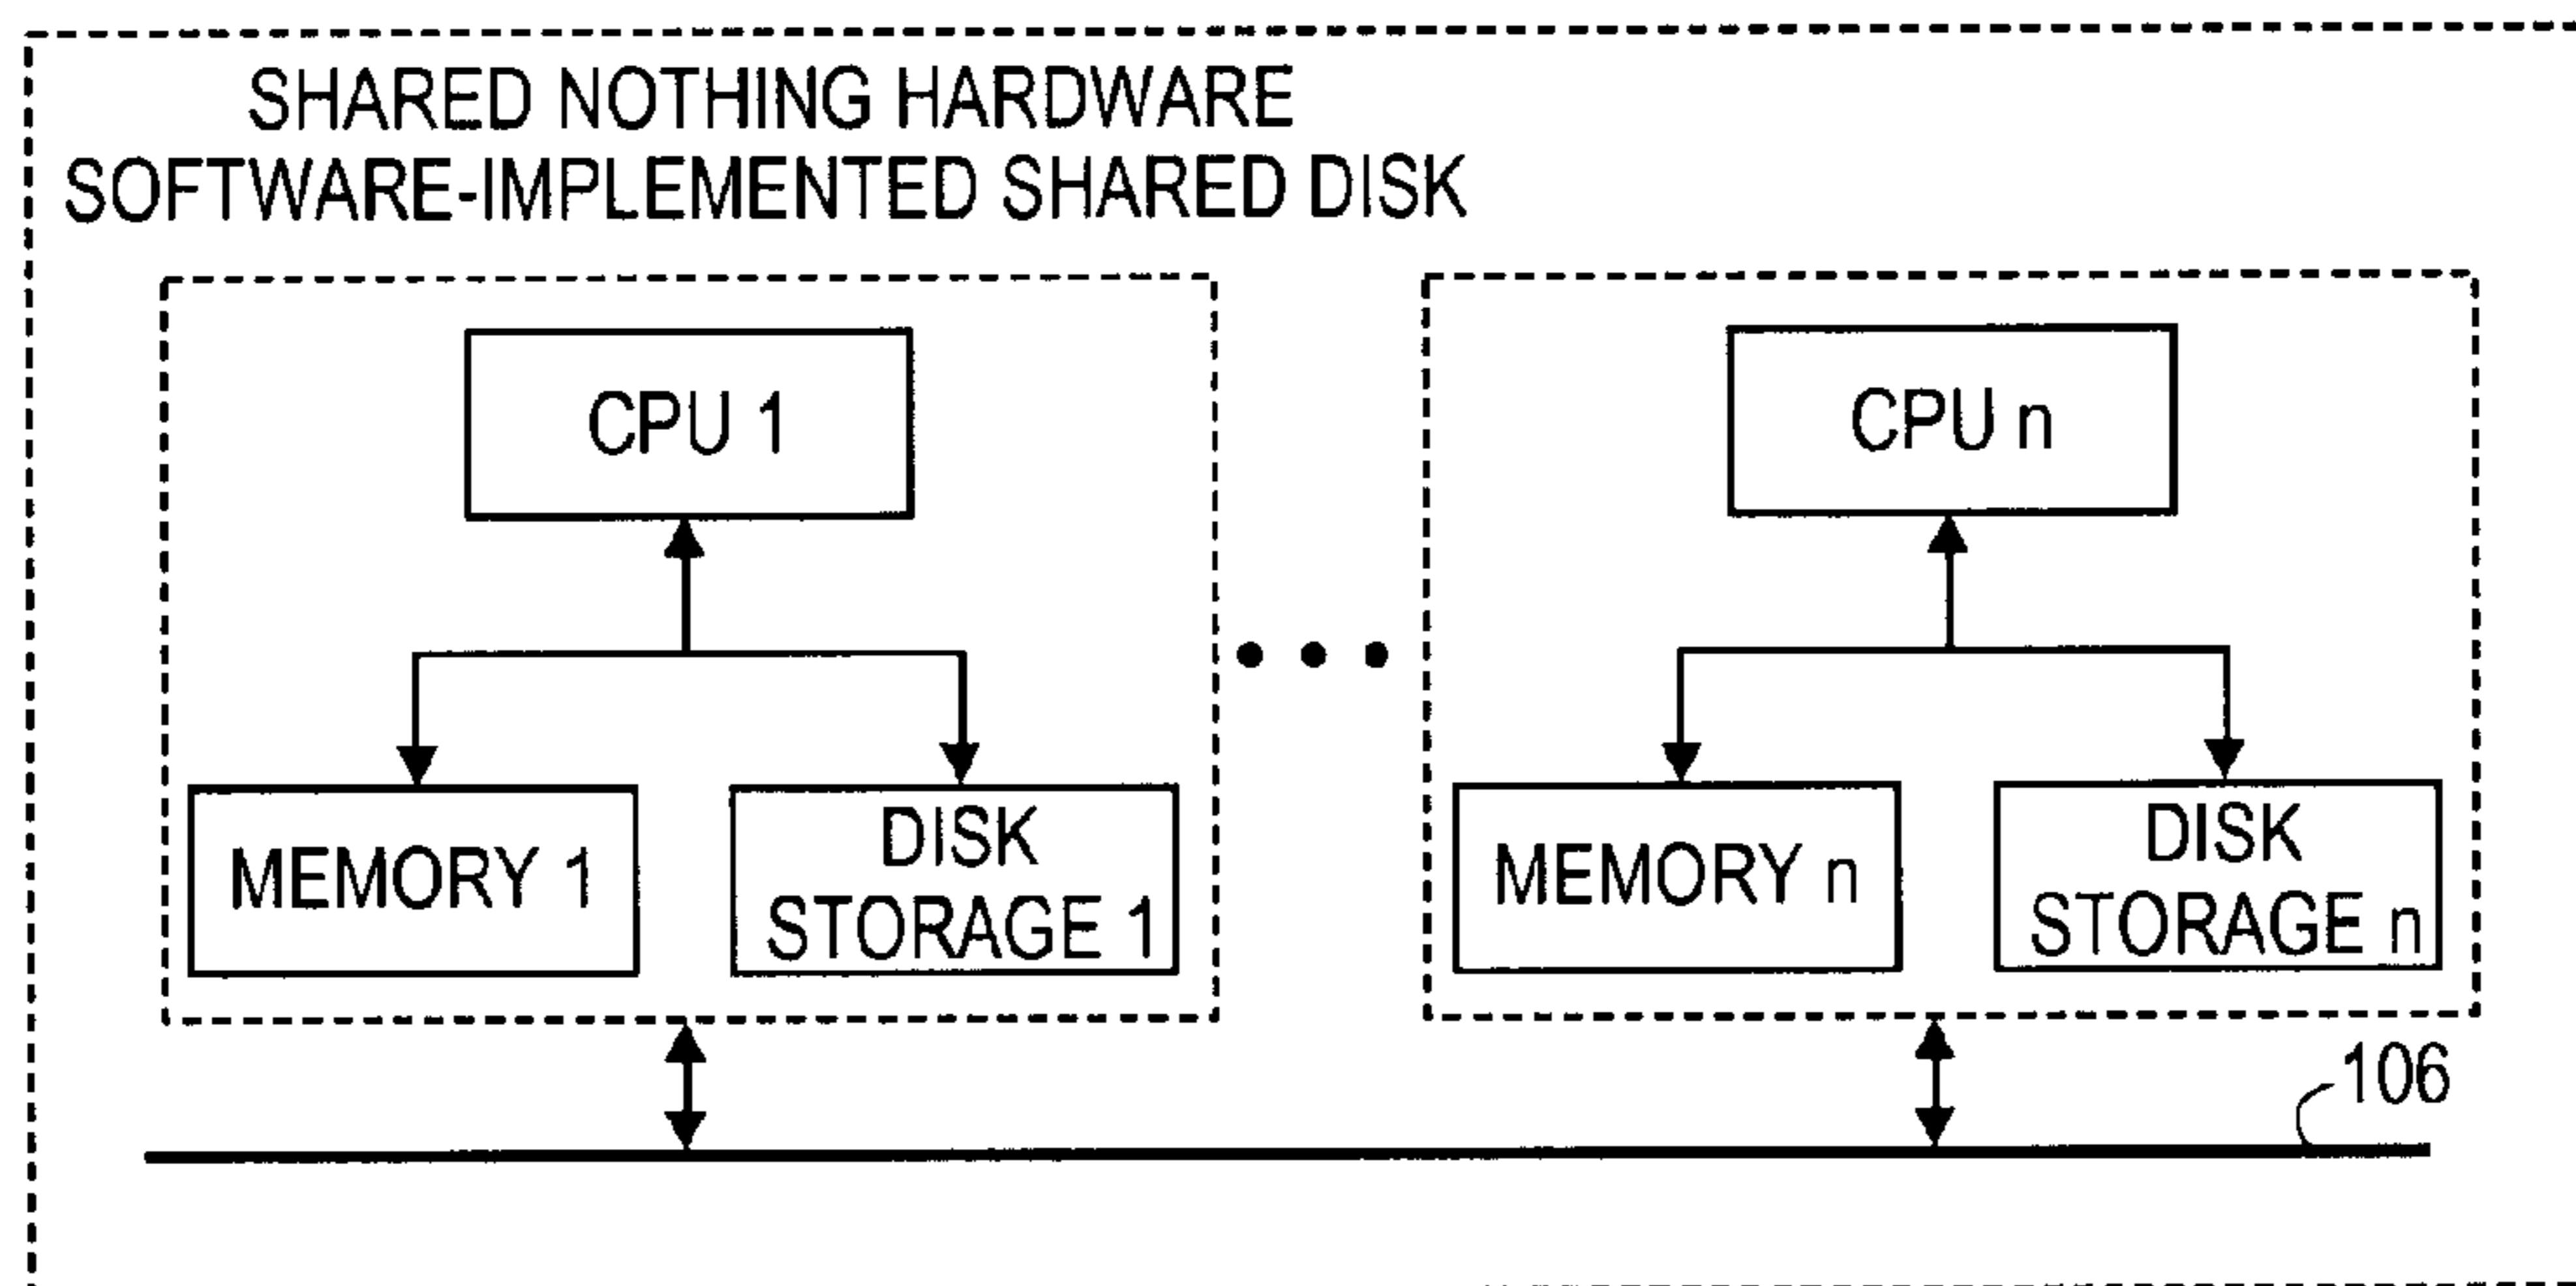 SHARED NOTHING HARDWARE
SOFTWARE-IMPLEMENTED SHARED DISK
CPU 1
MEMORY 1
DISK
STORAGE 1
CPU n
MEMORY n
DISK
STORAGE n
106